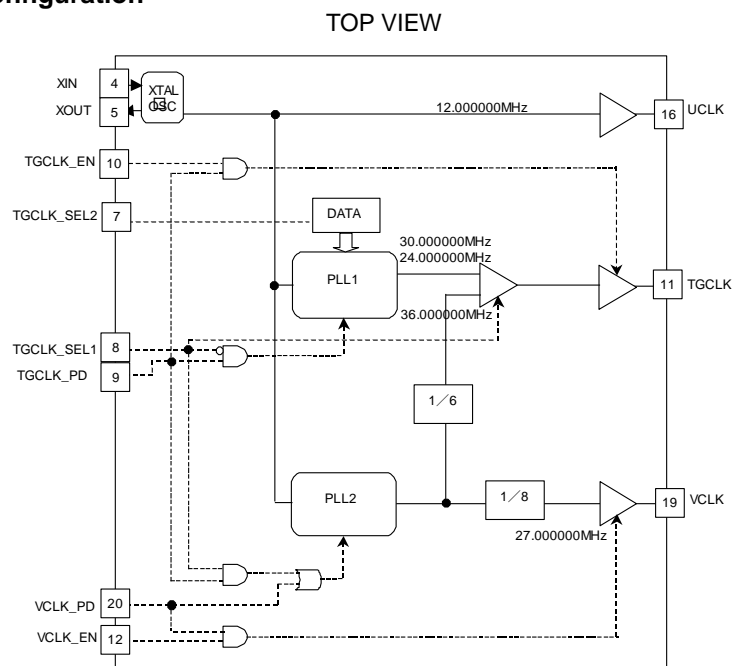 TOP VIEW
XIN
4
XTAL
OSC
12.000000MHz
16
UCLK
XOUT
5
TGCLK_EN
10
TGCLK_SEL2
7
DATA
30.000000MHz
24.000000MHz
PLL1
11
TGCLK
36.000000MHz
TGCLK_SEL1
8
TGCLK_PD
9
1/6
PLL2
1/8
19
VCLK
27.000000MHz
VCLK_PD
20
VCLK_EN
12